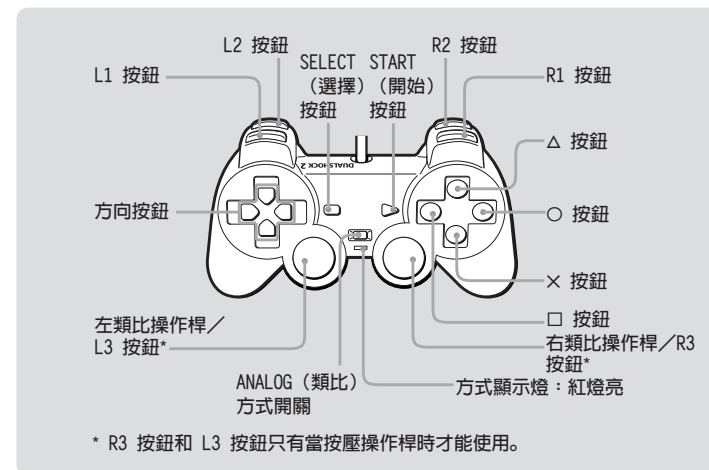 L2 按鈕
R2 按鈕
L1 按鈕
SELECT
（選擇）
按鈕
START
（開始）
按鈕
R1 按鈕
DUALSHOCK 2
△ 按鈕
方向按鈕
○ 按鈕
× 按鈕
□ 按鈕
左類比操作桿／
L3 按鈕*
右類比操作桿／R3
按鈕*
ANALOG（類比）
方式開關
方式顯示燈：紅燈亮
* R3 按鈕和 L3 按鈕只有當按壓操作桿時才能使用。